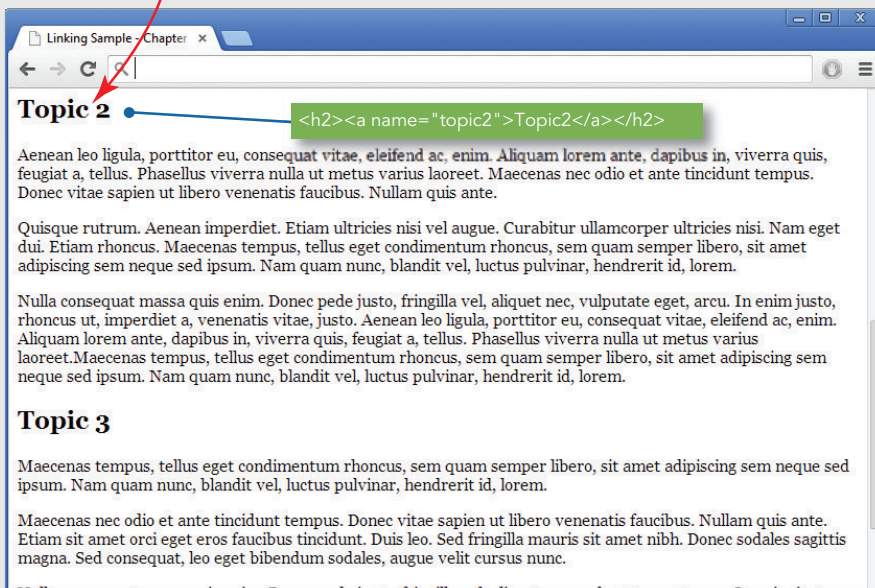 Linking Sample - Chapter
Topic 2
<h2><a name="topic2">Topic2</a></h2>
Aenean leo ligula, porttitor eu, consequat vitae, eleifend ac, enim. Aliquam lorem ante, dapibus in, viverra quis,
feugiat a, tellus. Phasellus viverra nulla ut metus varius laoreet. Maecenas nec odio et ante tincidunt tempus.
Donec vitae sapien ut libero venenatis faucibus. Nullam quis ante.
Quisque rutrum. Aenean imperdiet. Etiam ultricies nisi vel augue. Curabitur ullamcorper ultricies nisi. Nam eget
dui. Etiam rhoncus. Maecenas tempus, tellus eget condimentum rhoncus, sem quam semper libero, sit amet
adipiscing sem neque sed ipsum. Nam quam nunc, blandit vel, luctus pulvinar, hendrerit id, lorem.
Nulla consequat massa quis enim. Donec pede justo, fringilla vel, aliquet nec, vulputate eget, arcu. In enim justo,
rhoncus ut, imperdiet a, venenatis vitae, justo. Aenean leo ligula, porttitor eu, consequat vitae, eleifend ac, enim.
Aliquam lorem ante, dapibus in, viverra quis, feugiat a, tellus. Phasellus viverra nulla ut metus varius
laoreet.Maecenas tempus, tellus eget condimentum rhoncus, sem quam semper libero, sit amet adipiscing sem
neque sed ipsum. Nam quam nunc, blandit vel, luctus pulvinar, hendrerit id, lorem.
Topic 3
Maecenas tempus, tellus eget condimentum rhoncus, sem quam semper libero, sit amet adipiscing sem neque sed
ipsum. Nam quam nunc, blandit vel, luctus pulvinar, hendrerit id, lorem.
Maecenas nec odio et ante tincidunt tempus. Donec vitae sapien ut libero venenatis faucibus. Nullam quis ante.
Etiam sit amet orci eget eros faucibus tincidunt. Duis leo. Sed fringilla mauris sit amet nibh. Donec sodales sagittis
magna. Sed consequat, leo eget bibendum sodales, augue velit cursus nunc.